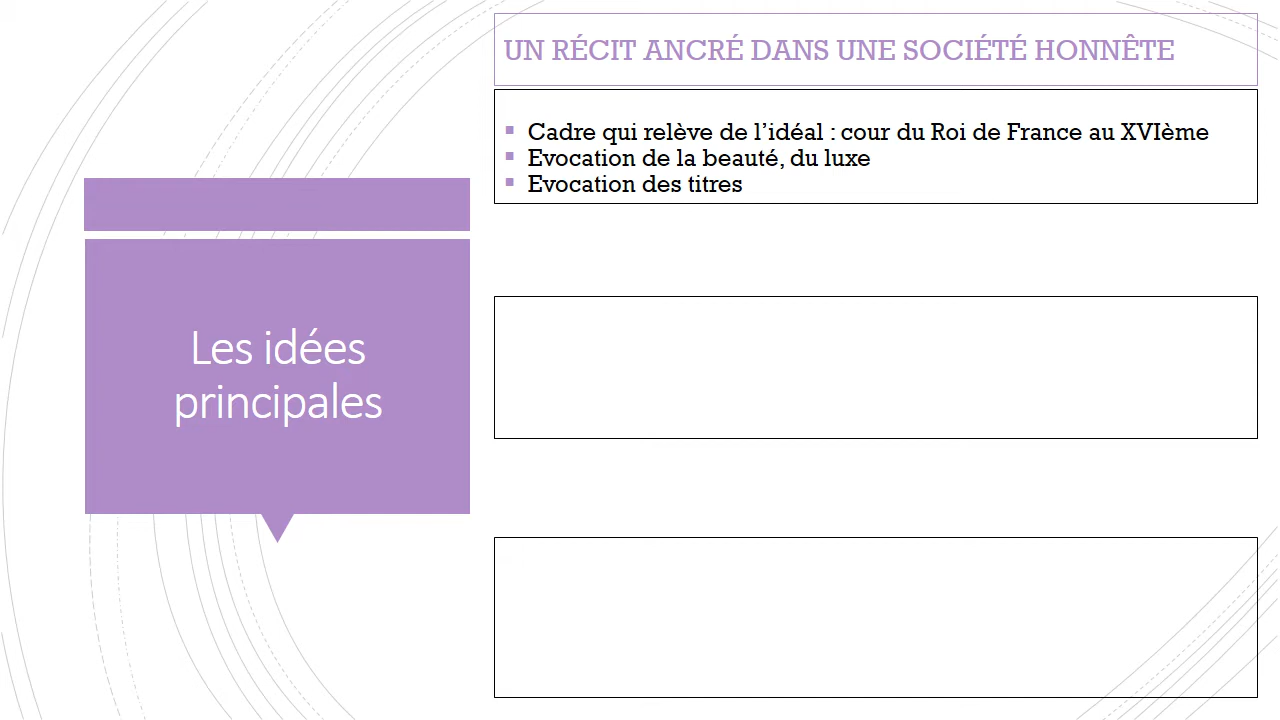 UN RÉCIT ANCRÉ DANS UNE SOCIÉTÉ HONNÊTE
Cadre qui relève de l’idéal : cour du Roi de France au XVIème
Evocation de la beauté, du luxe
Evocation des titres
Les idées
principales